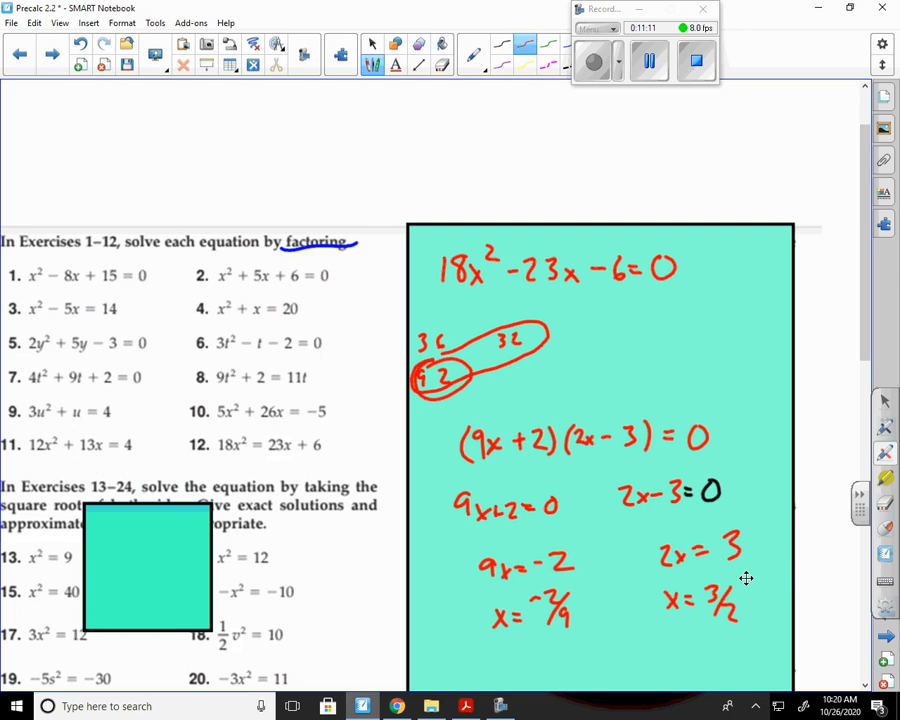 Precalc 2.2 * - SMART Notebook
Record...
File Edit View Insert Format Tools Add-ons Help
Menu
0:11:11
8.0 fps
In Exercises 1–12, solve each equation by factoring.
1. x² − 8x + 15 = 0
2. x² + 5x + 6 = 0
3. x² − 5x = 14
4. x² + x = 20
5. 2y² + 5y − 3 = 0
6. 3t² − t − 2 = 0
7. 4t² + 9t + 2 = 0
8. 9t² + 2 = 11t
9. 3u² + u = 4
10. 5x² + 26x = −5
11. 12x² + 13x = 4
12. 18x² = 23x + 6
In Exercises 13–24, solve the equation by taking the
square root exact solutions and
approximate
13. x² = 9
x² = 12
15. x² = 40
−x² = −10
17. 3x² = 12
18. 1/2 v² = 10
19. −5s² = −30
20. −3x² = 11
18x² -23x -6=0
36 32
9 2
(9x+2)(2x-3)=0
9x+2=0 2x-3=0
9x=-2 2x=3
x=-2/9 x=3/2
Type here to search
10:20 AM
10/26/2020
3